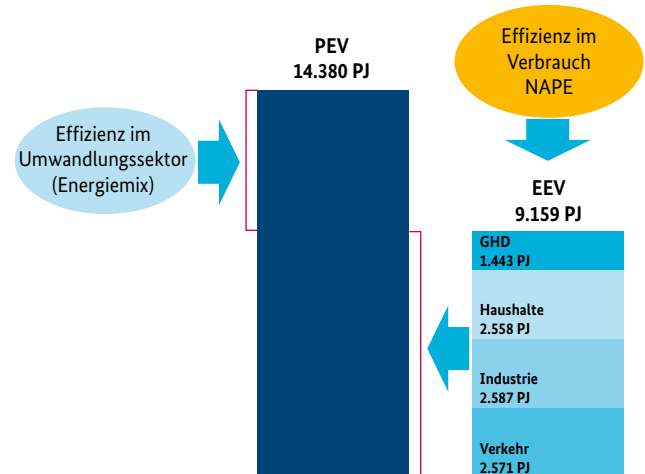 PEV
14.380 PJ
Effizienz im
Verbrauch
NAPE
Effizienz im
Umwandlungssektor
(Energiemix)
EEV
9.159 PJ
GHD
1.443 PJ
Haushalte
2.558 PJ
Industrie
2.587 PJ
Verkehr
2.571 PJ